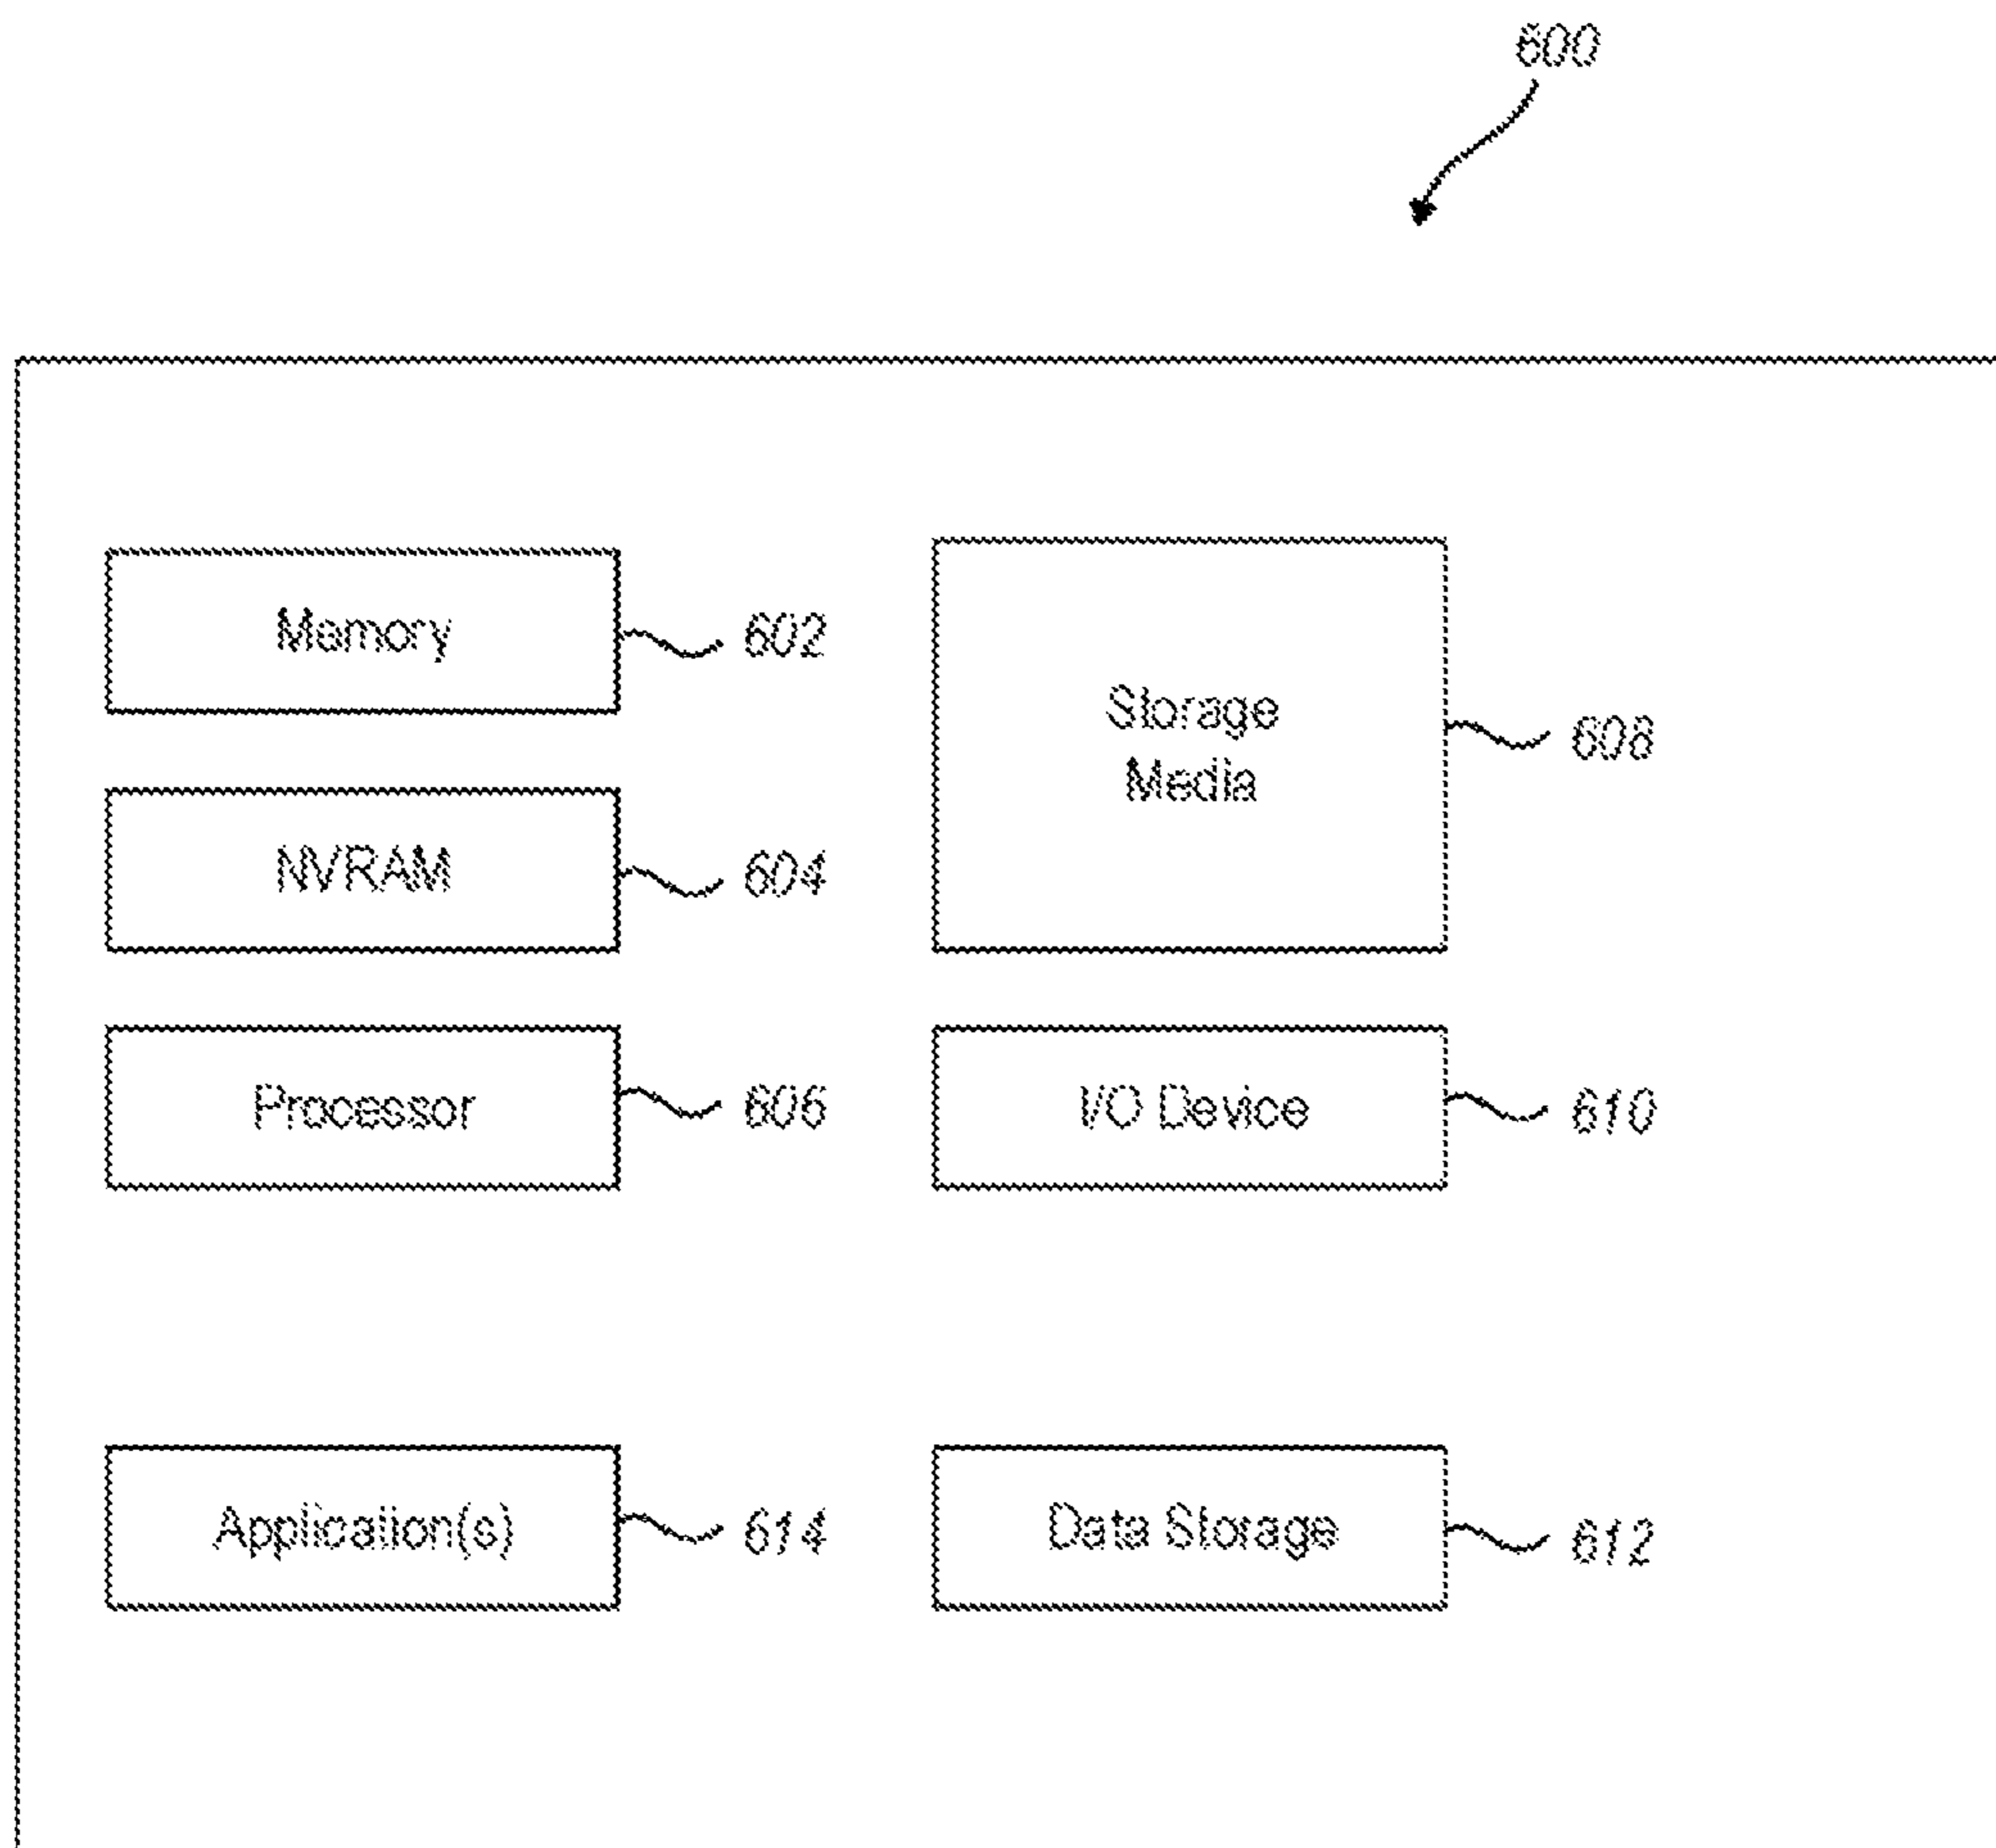 600
Memory
602
Storage
Media
608
NVRAM
604
Processor
606
I/O Device
610
Application(s)
614
Data Storage
612